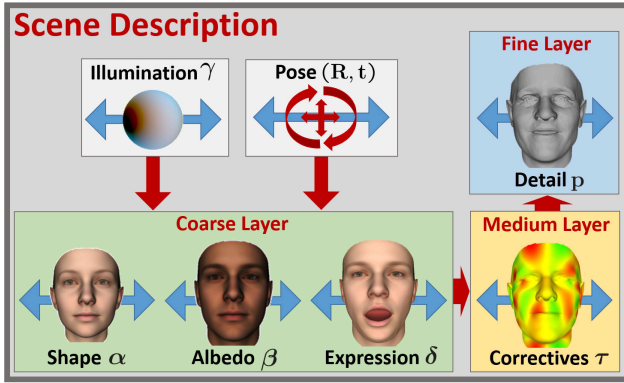 Scene Description
Illumination γ
Pose (R, t)
Fine Layer
Detail p
Coarse Layer
Shape α
Albedo β
Expression δ
Medium Layer
Correctives τ